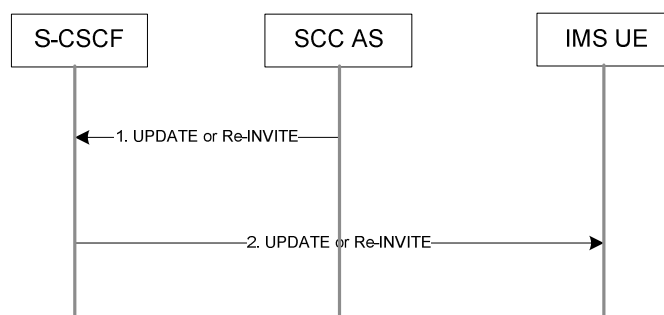 S-CSCF
SCC AS
IMS UE
1. UPDATE or Re-INVITE
2. UPDATE or Re-INVITE